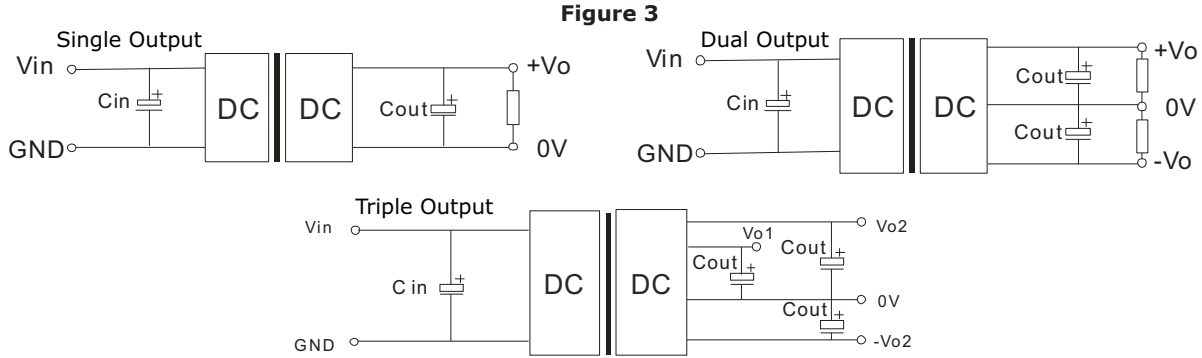 Figure 3
Single Output
Vin
Cin
GND
DC
DC
Cout
+Vo
0V
Dual Output
Vin
Cin
GND
DC
DC
Cout
Cout
+Vo
0V
-Vo
Triple Output
Vin
C in
GND
DC
DC
Vo1
Cout
Cout
Cout
Vo2
0V
-Vo2